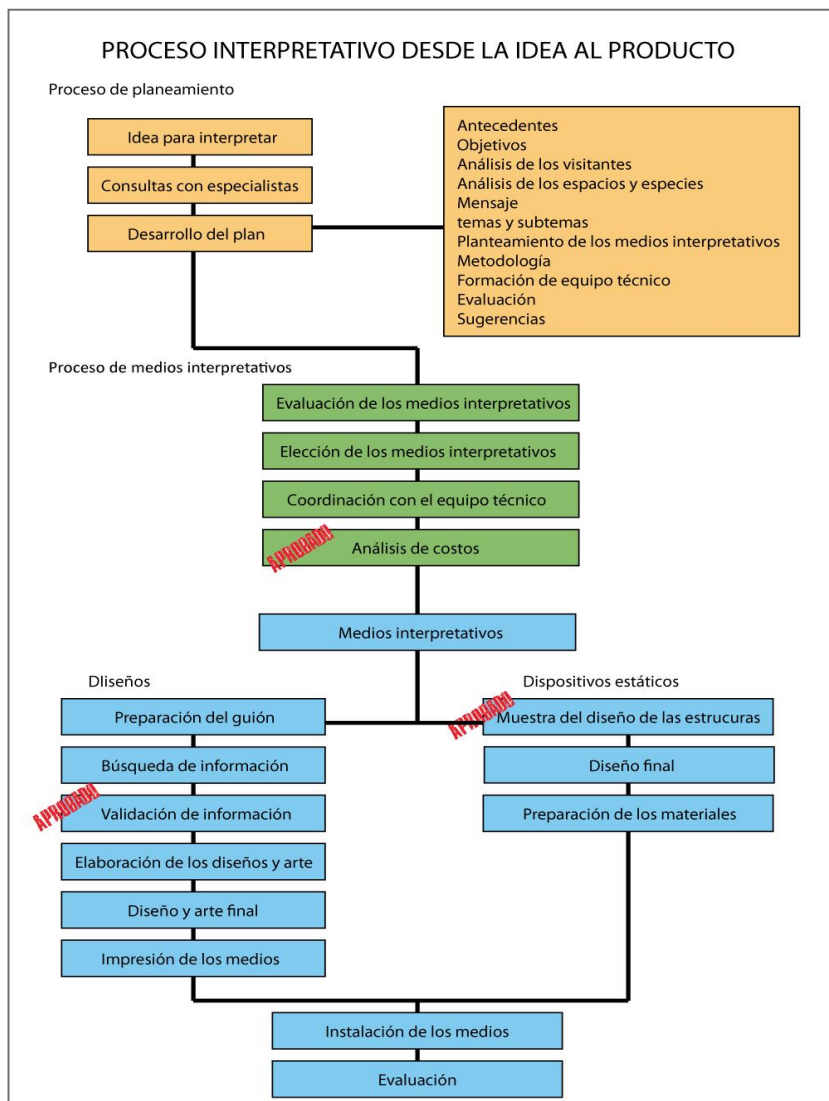 PROCESO INTERPRETATIVO DESDE LA IDEA AL PRODUCTO
Proceso de planeamiento
Idea para interpretar
Consultas con especialistas
Desarrollo del plan
Antecedentes
Objetivos
Análisis de los visitantes
Análisis de los espacios y especies
Mensaje
temas y subtemas
Planteamiento de los medios interpretativos
Metodología
Formación de equipo técnico
Evaluación
Sugerencias
Proceso de medios interpretativos
Evaluación de los medios interpretativos
Elección de los medios interpretativos
Coordinación con el equipo técnico
APROBADO
Análisis de costos
Medios interpretativos
DIiseños
Preparación del guión
Búsqueda de información
APROBADO
Validación de información
Elaboración de los diseños y arte
Diseño y arte final
Impresión de los medios
Dispositivos estáticos
APROBADO
Muestra del diseño de las estrucuras
Diseño final
Preparación de los materiales
Instalación de los medios
Evaluación